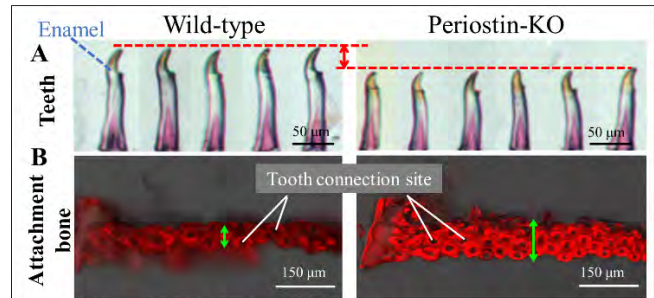 Wild-type
Periostin-KO
Enamel
A
Teeth
50 μm
50 μm
B
Attachment
bone
Tooth connection site
150 μm
150 μm